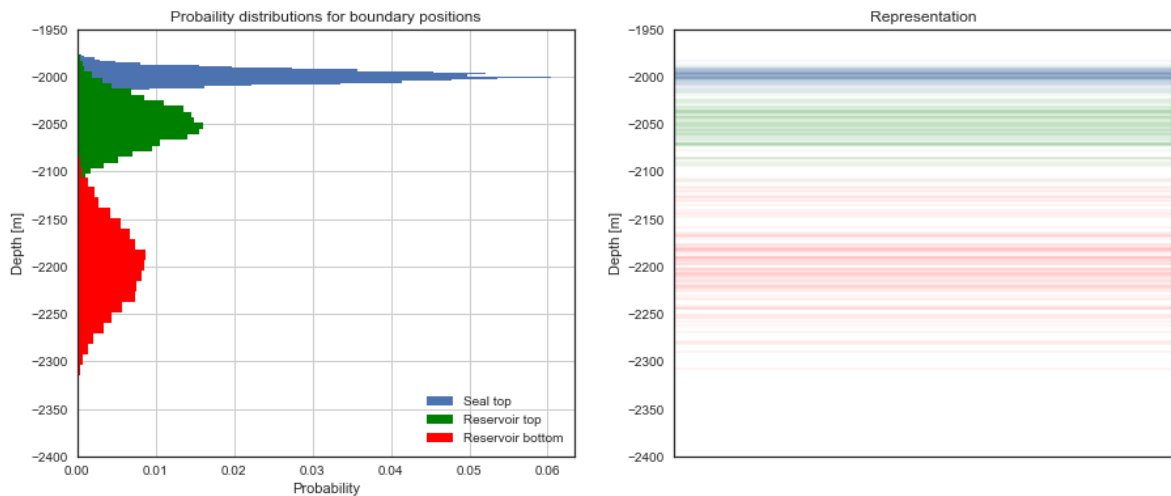 Probaility distributions for boundary positions
−1950
−2000
−2050
−2100
−2150
−2200
−2250
−2300
−2350
−2400
Depth [m]
Seal top
Reservoir top
Reservoir bottom
0.00 0.01 0.02 0.03 0.04 0.05 0.06
Probability
Representation
−1950
−2000
−2050
−2100
−2150
−2200
−2250
−2300
−2350
−2400
Depth [m]